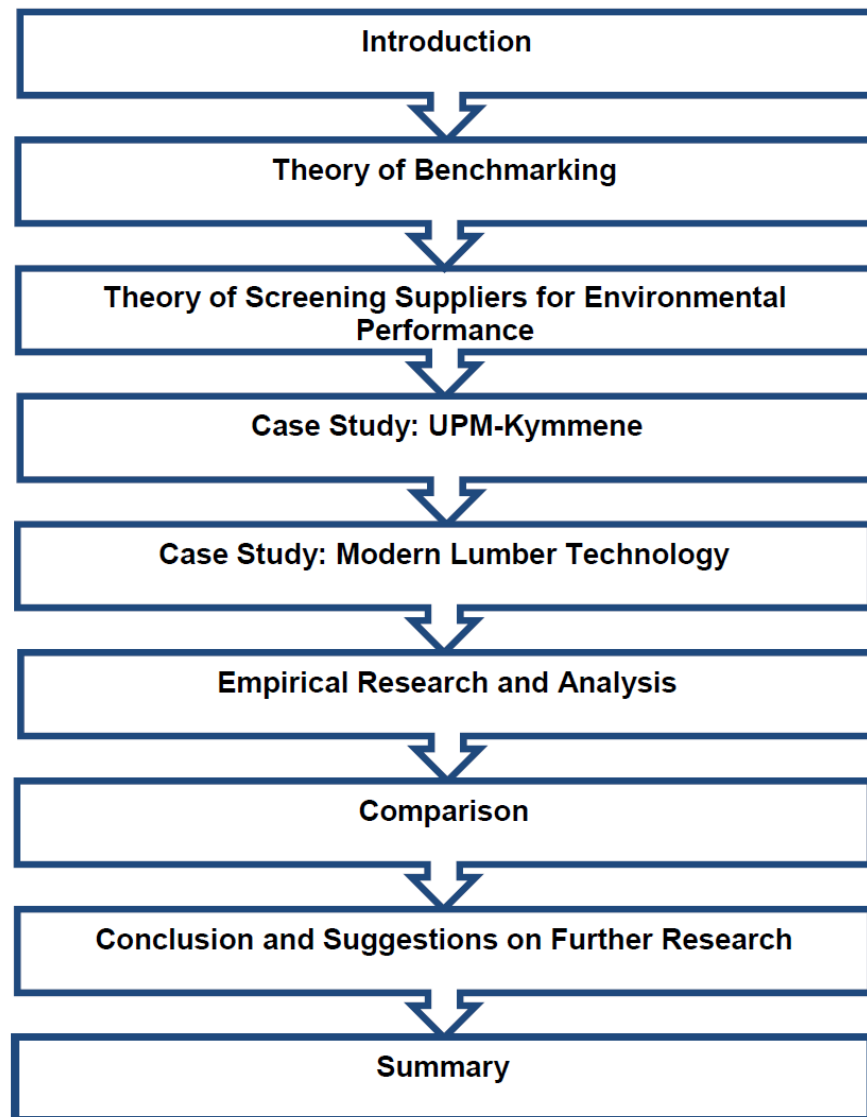 Introduction
Theory of Benchmarking
Theory of Screening Suppliers for Environmental
Performance
Case Study: UPM-Kymmene
Case Study: Modern Lumber Technology
Empirical Research and Analysis
Comparison
Conclusion and Suggestions on Further Research
Summary